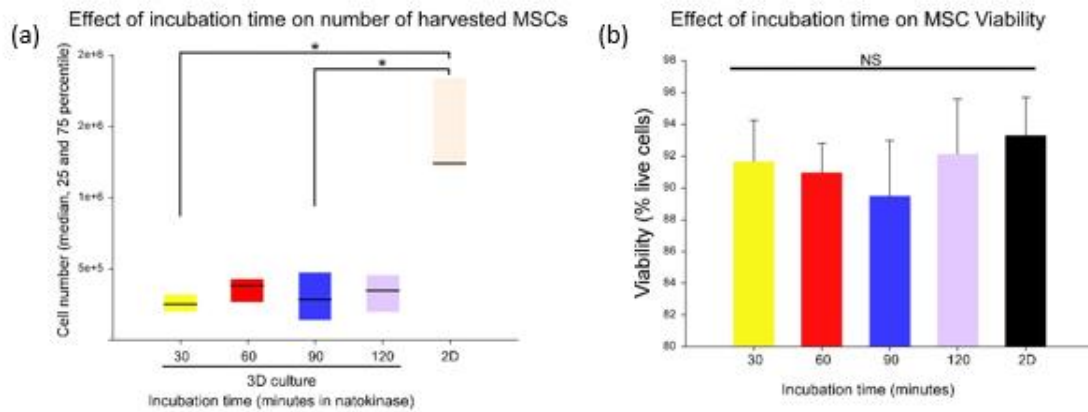 (a)
Effect of incubation time on number of harvested MSCs
*
*
Cell number (median, 25 and 75 percentile)
2e+6
2e+6
1e+6
5e+5
30 60 90 120 2D
3D culture
Incubation time (minutes in natokinase)
(b)
Effect of incubation time on MSC Viability
NS
Viability (% live cells)
98
96
94
92
90
88
86
84
82
80
30 60 90 120 2D
Incubation time (minutes)